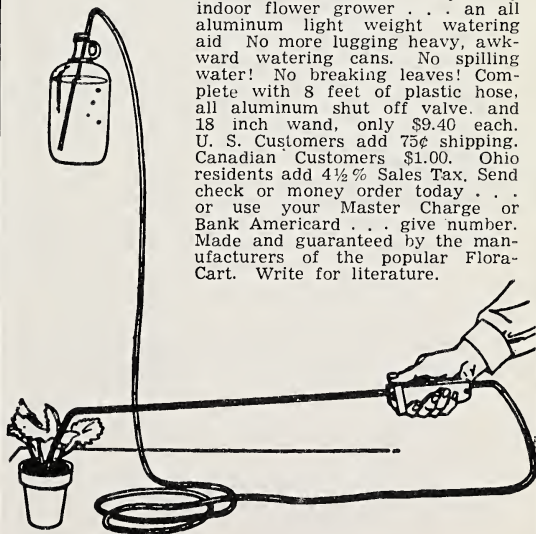 indoor flower grower . . . an all
aluminum light weight watering
aid No more lugging heavy, awk-
ward watering cans. No spilling
water! No breaking leaves! Com-
plete with 8 feet of plastic hose,
all aluminum shut off valve. and
18 inch wand, only $9.40 each.
U. S. Customers add 75¢ shipping.
Canadian Customers $1.00. Ohio
residents add 4½% Sales Tax. Send
check or money order today . . .
or use your Master Charge or
Bank Americard . . . give number.
Made and guaranteed by the man-
ufacturers of the popular Flora-
Cart. Write for literature.